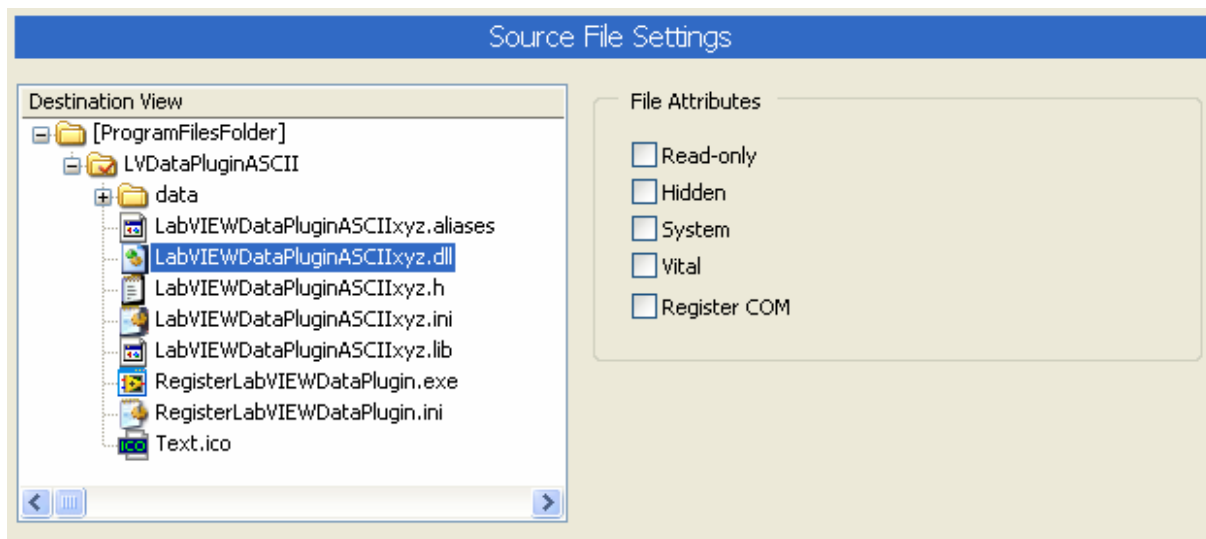 Source File Settings
Destination View
[ProgramFilesFolder]
LVDataPluginASCII
data
LabVIEWDataPluginASCIIxyz.aliases
LabVIEWDataPluginASCIIxyz.dll
LabVIEWDataPluginASCIIxyz.h
LabVIEWDataPluginASCIIxyz.ini
LabVIEWDataPluginASCIIxyz.lib
RegisterLabVIEWDataPlugin.exe
RegisterLabVIEWDataPlugin.ini
ICO Text.ico
File Attributes
Read-only
Hidden
System
Vital
Register COM